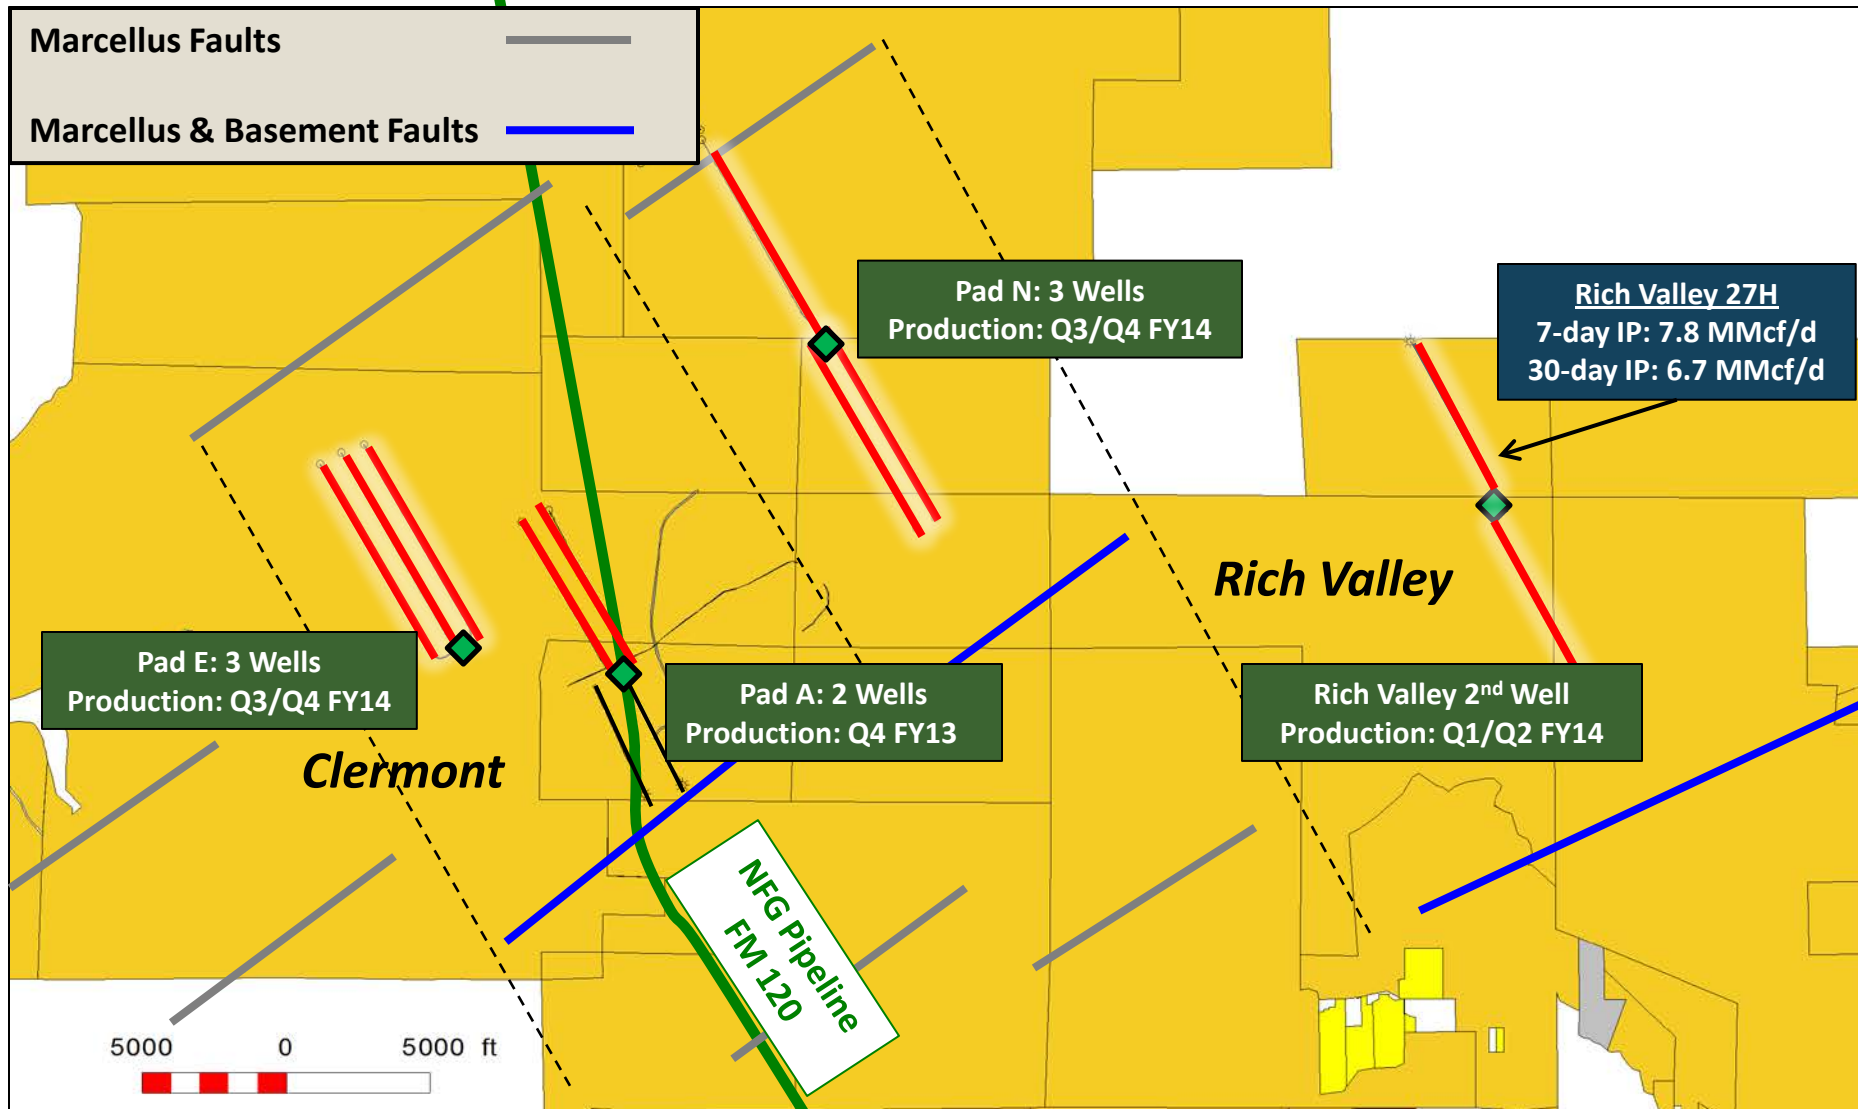 Marcellus Faults
Marcellus & Basement Faults
Pad N: 3 Wells
Production: Q3/Q4 FY14
Rich Valley 27H
7-day IP: 7.8 MMcf/d
30-day IP: 6.7 MMcf/d
Rich Valley
Pad E: 3 Wells
Production: Q3/Q4 FY14
Pad A: 2 Wells
Production: Q4 FY13
Rich Valley 2nd Well
Production: Q1/Q2 FY14
Clermont
NFG Pipeline
FM 120
5000 0 5000 ft